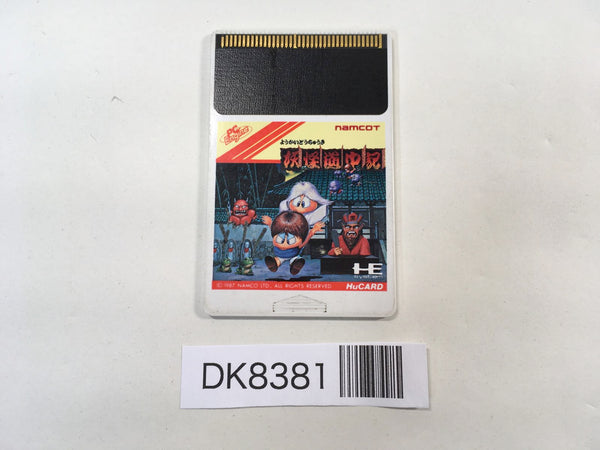 PC Engine
namcot
ようかいどうちゅうき
妖怪道中記
HE
© 1987 NAMCO LTD., ALL RIGHTS RESERVED
HuCARD
DK8381